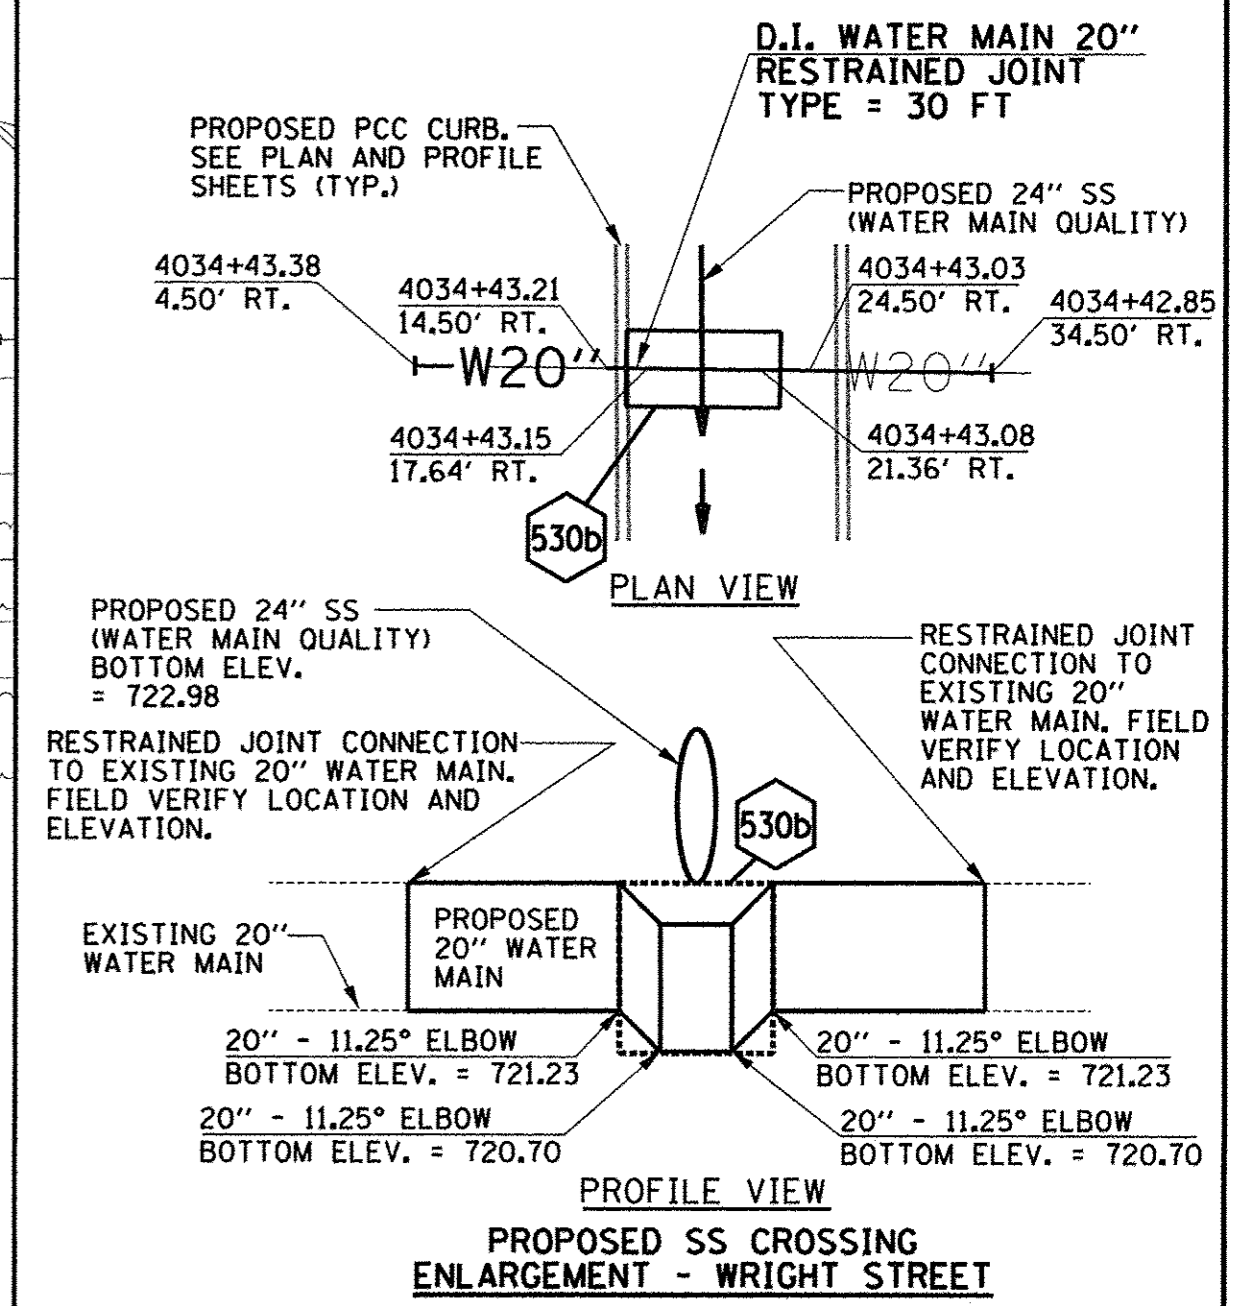 D.I. WATER MAIN 20"
RESTRAINED JOINT
TYPE = 30 FT
PROPOSED PCC CURB.
SEE PLAN AND PROFILE
SHEETS (TYP.)
PROPOSED 24" SS
(WATER MAIN QUALITY)
4034+43.38
4.50' RT.
4034+43.21
14.50' RT.
4034+43.03
24.50' RT.
4034+42.85
34.50' RT.
W20"
W20"
4034+43.15
17.64' RT.
4034+43.08
21.36' RT.
530b
PLAN VIEW
PROPOSED 24" SS
(WATER MAIN QUALITY)
BOTTOM ELEV.
= 722.98
RESTRAINED JOINT
CONNECTION TO
EXISTING 20"
WATER MAIN. FIELD
VERIFY LOCATION
AND ELEVATION.
RESTRAINED JOINT CONNECTION
TO EXISTING 20" WATER MAIN.
FIELD VERIFY LOCATION AND
ELEVATION.
530b
EXISTING 20"
WATER MAIN
PROPOSED
20" WATER
MAIN
20" - 11.25° ELBOW
BOTTOM ELEV. = 721.23
20" - 11.25° ELBOW
BOTTOM ELEV. = 721.23
20" - 11.25° ELBOW
BOTTOM ELEV. = 720.70
20" - 11.25° ELBOW
BOTTOM ELEV. = 720.70
PROFILE VIEW
PROPOSED SS CROSSING
ENLARGEMENT - WRIGHT STREET